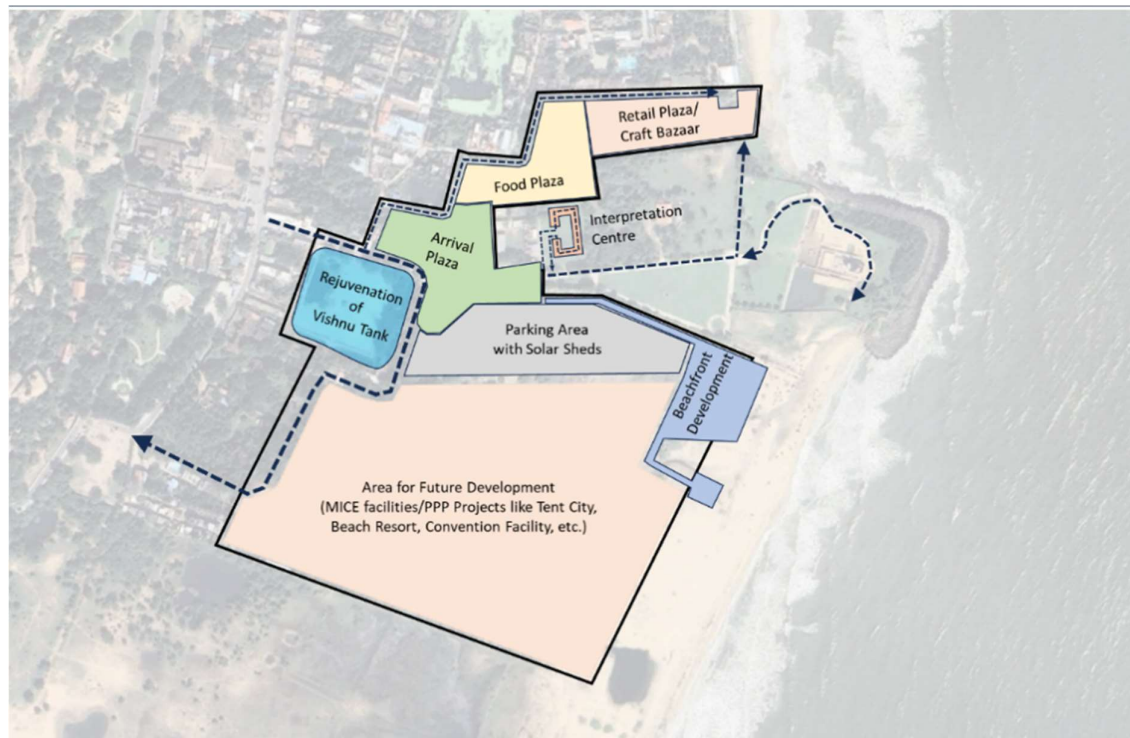 Retail Plaza/
Craft Bazaar
Food Plaza
Interpretation
Centre
Arrival
Plaza
Rejuvenation
of
Vishnu Tank
Parking Area
with Solar Sheds
Beachfront
Development
Area for Future Development
(MICE facilities/PPP Projects like Tent City,
Beach Resort, Convention Facility, etc.)